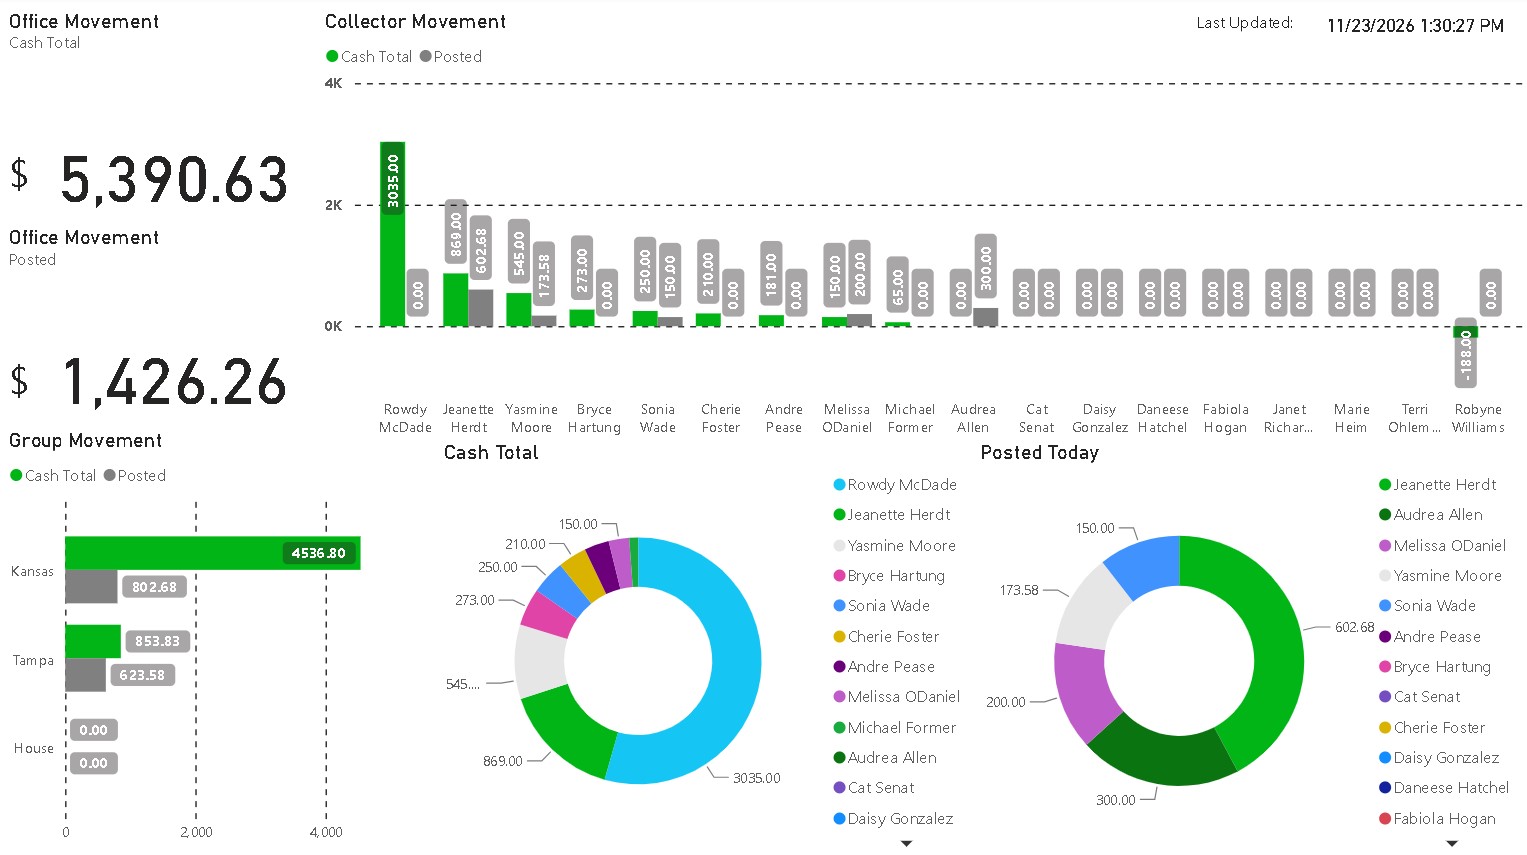 Office Movement
Cash Total
$ 5,390.63
Office Movement
Posted
$ 1,426.26
Collector Movement
Last Updated: 11/23/2026 1:30:27 PM
Cash Total Posted
4K
2K
0K
3035.00 0.00 869.00 602.68 545.00 173.58 273.00 0.00 250.00 150.00 210.00 0.00 181.00 0.00 150.00 200.00 65.00 0.00 0.00 300.00 0.00 0.00 0.00 0.00 0.00 0.00 0.00 0.00 0.00 0.00 0.00 0.00 0.00 0.00 -188.00 0.00
Rowdy McDade
Jeanette Herdt
Yasmine Moore
Bryce Hartung
Sonia Wade
Cherie Foster
Andre Pease
Melissa ODaniel
Michael Former
Audrea Allen
Cat Senat
Daisy Gonzalez
Daneese Hatchel
Fabiola Hogan
Janet Richar...
Marie Heim
Terri Ohlem...
Robyne Williams
Group Movement
Cash Total Posted
Kansas
4536.80
802.68
Tampa
853.83
623.58
House
0.00
0.00
0 2,000 4,000
Cash Total
150.00
210.00
250.00
273.00
545....
869.00
3035.00
Rowdy McDade
Jeanette Herdt
Yasmine Moore
Bryce Hartung
Sonia Wade
Cherie Foster
Andre Pease
Melissa ODaniel
Michael Former
Audrea Allen
Cat Senat
Daisy Gonzalez
Posted Today
150.00
173.58
602.68
200.00
300.00
Jeanette Herdt
Audrea Allen
Melissa ODaniel
Yasmine Moore
Sonia Wade
Andre Pease
Bryce Hartung
Cat Senat
Cherie Foster
Daisy Gonzalez
Daneese Hatchel
Fabiola Hogan